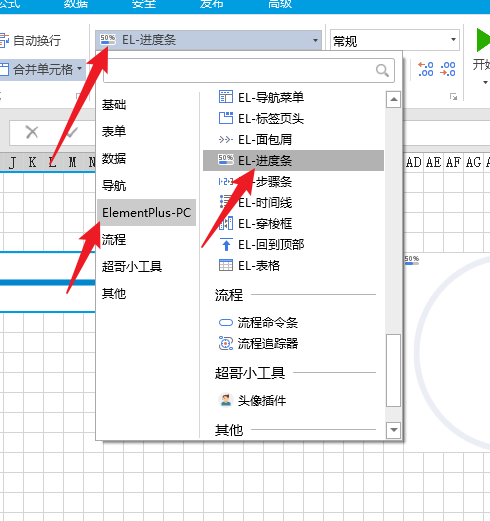 公式 数据 安全 发布 高级
自动换行
50% EL-进度条
常规
合并单元格
开始
基础
表单
数据
导航
ElementPlus-PC
流程
超哥小工具
其他
EL-导航菜单
EL-标签页头
EL-面包屑
50% EL-进度条
EL-步骤条
EL-时间线
EL-穿梭框
EL-回到顶部
EL-表格
流程
流程命令条
流程追踪器
超哥小工具
头像插件
其他
J K L M N
AD AE AF AG
50%